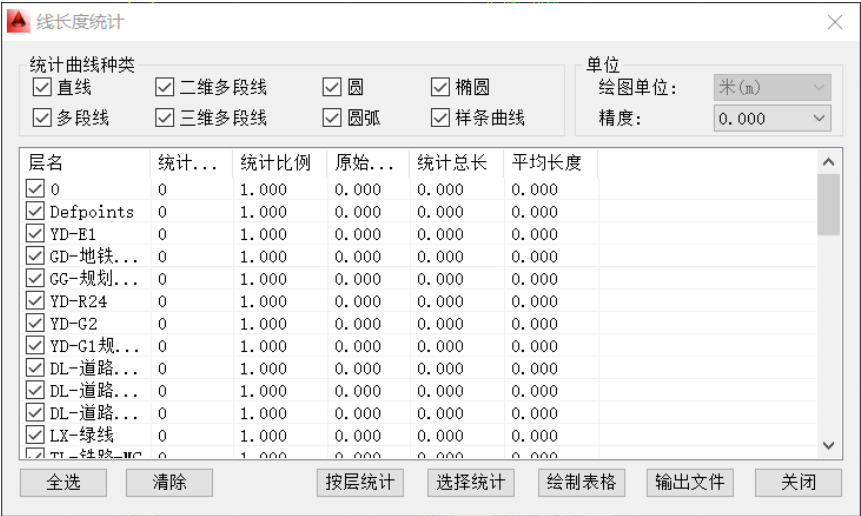 线长度统计
统计曲线种类 单位
直线 二维多段线 圆 椭圆 绘图单位: 米(m)
多段线 三维多段线 圆弧 样条曲线 精度: 0.000
层名 统计... 统计比例 原始... 统计总长 平均长度
0 0 1.000 0.000 0.000 0.000
Defpoints 0 1.000 0.000 0.000 0.000
YD-E1 0 1.000 0.000 0.000 0.000
GD-地铁... 0 1.000 0.000 0.000 0.000
GG-规划... 0 1.000 0.000 0.000 0.000
YD-R24 0 1.000 0.000 0.000 0.000
YD-G2 0 1.000 0.000 0.000 0.000
YD-G1规... 0 1.000 0.000 0.000 0.000
DL-道路... 0 1.000 0.000 0.000 0.000
DL-道路... 0 1.000 0.000 0.000 0.000
DL-道路... 0 1.000 0.000 0.000 0.000
LX-绿线 0 1.000 0.000 0.000 0.000
0 1.000 0.000 0.000 0.000
全选 清除 按层统计 选择统计 绘制表格 输出文件 关闭